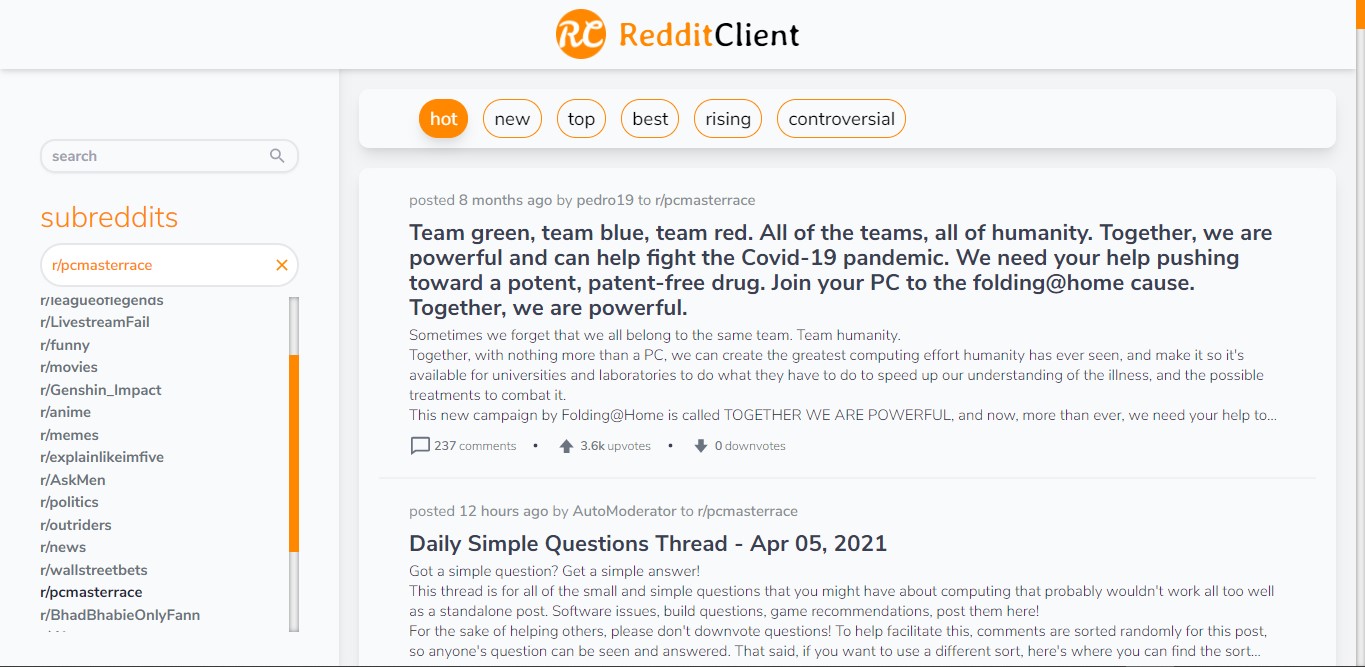 RC RedditClient
hot new top best rising controversial
search
subreddits
r/pcmasterrace
r/leagueoflegends
r/LivestreamFail
r/funny
r/movies
r/Genshin_Impact
r/anime
r/memes
r/explainlikeimfive
r/AskMen
r/politics
r/outriders
r/news
r/wallstreetbets
r/pcmasterrace
r/BhadBhabieOnlyFann
posted 8 months ago by pedro19 to r/pcmasterrace
Team green, team blue, team red. All of the teams, all of humanity. Together, we are
powerful and can help fight the Covid-19 pandemic. We need your help pushing
toward a potent, patent-free drug. Join your PC to the folding@home cause.
Together, we are powerful.
Sometimes we forget that we all belong to the same team. Team humanity.
Together, with nothing more than a PC, we can create the greatest computing effort humanity has ever seen, and make it so it's
available for universities and laboratories to do what they have to do to speed up our understanding of the illness, and the possible
treatments to combat it.
This new campaign by Folding@Home is called TOGETHER WE ARE POWERFUL, and now, more than ever, we need your help to...
237 comments • 3.6k upvotes • 0 downvotes
posted 12 hours ago by AutoModerator to r/pcmasterrace
Daily Simple Questions Thread - Apr 05, 2021
Got a simple question? Get a simple answer!
This thread is for all of the small and simple questions that you might have about computing that probably wouldn't work all too well
as a standalone post. Software issues, build questions, game recommendations, post them here!
For the sake of helping others, please don't downvote questions! To help facilitate this, comments are sorted randomly for this post,
so anyone's question can be seen and answered. That said, if you want to use a different sort, here's where you can find the sort...